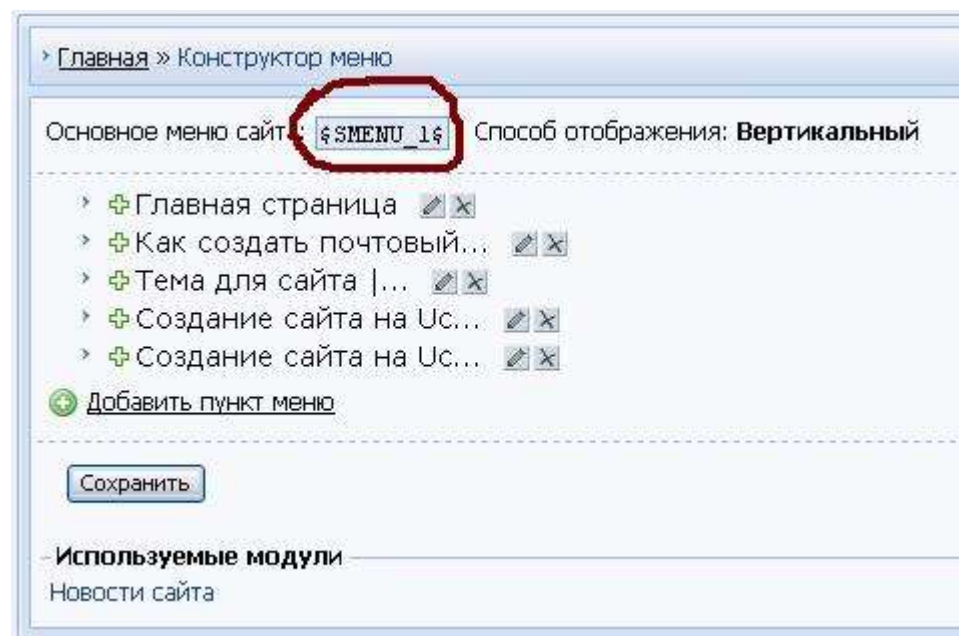 Главная » Конструктор меню
Основное меню сайта: $SMENU_1$ Способ отображения: Вертикальный
Главная страница
Как создать почтовый...
Тема для сайта |...
Создание сайта на Uc...
Создание сайта на Uc...
Добавить пункт меню
Сохранить
Используемые модули
Новости сайта